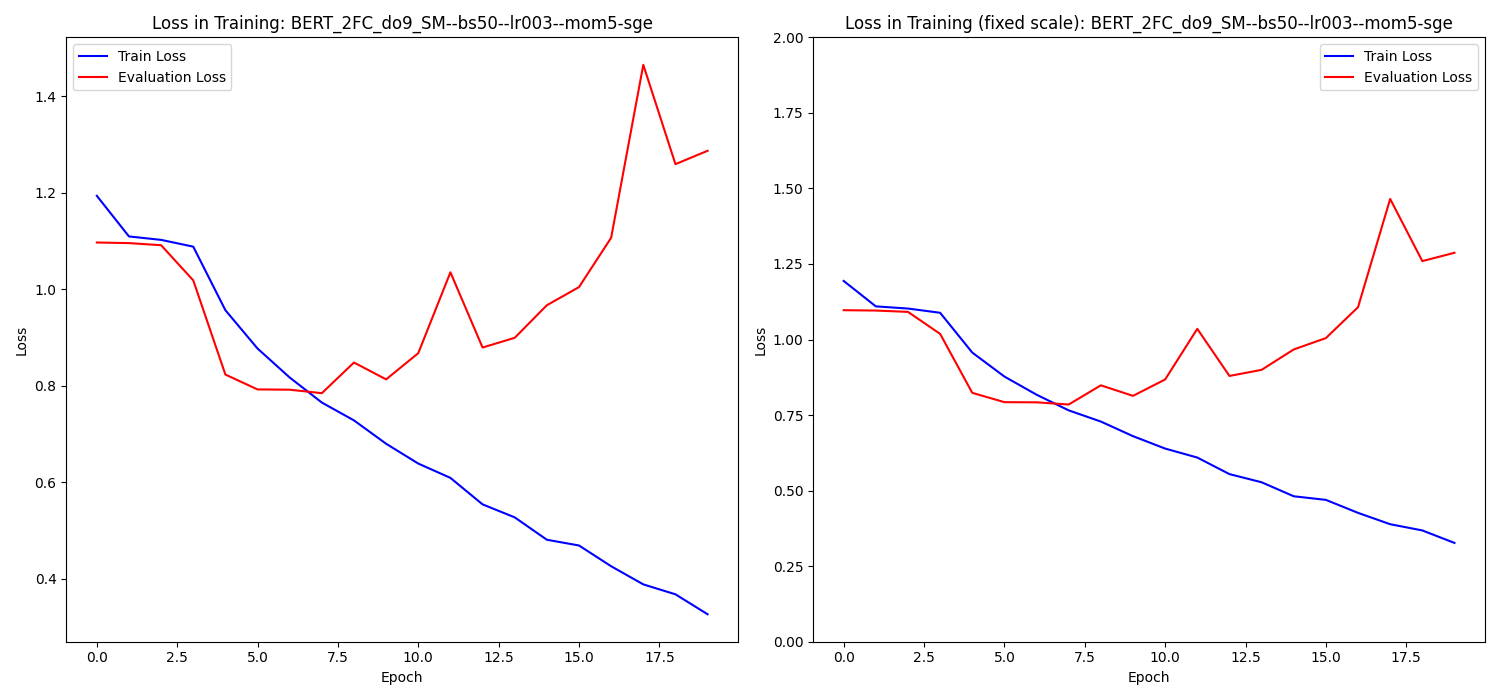 Loss in Training: BERT_2FC_do9_SM--bs50--lr003--mom5-sge
Train Loss
Evaluation Loss
1.4
1.2
1.0
0.8
0.6
0.4
Loss
0.0 2.5 5.0 7.5 10.0 12.5 15.0 17.5
Epoch
Loss in Training (fixed scale): BERT_2FC_do9_SM--bs50--lr003--mom5-sge
Train Loss
Evaluation Loss
2.00
1.75
1.50
1.25
1.00
0.75
0.50
0.25
0.00
Loss
0.0 2.5 5.0 7.5 10.0 12.5 15.0 17.5
Epoch